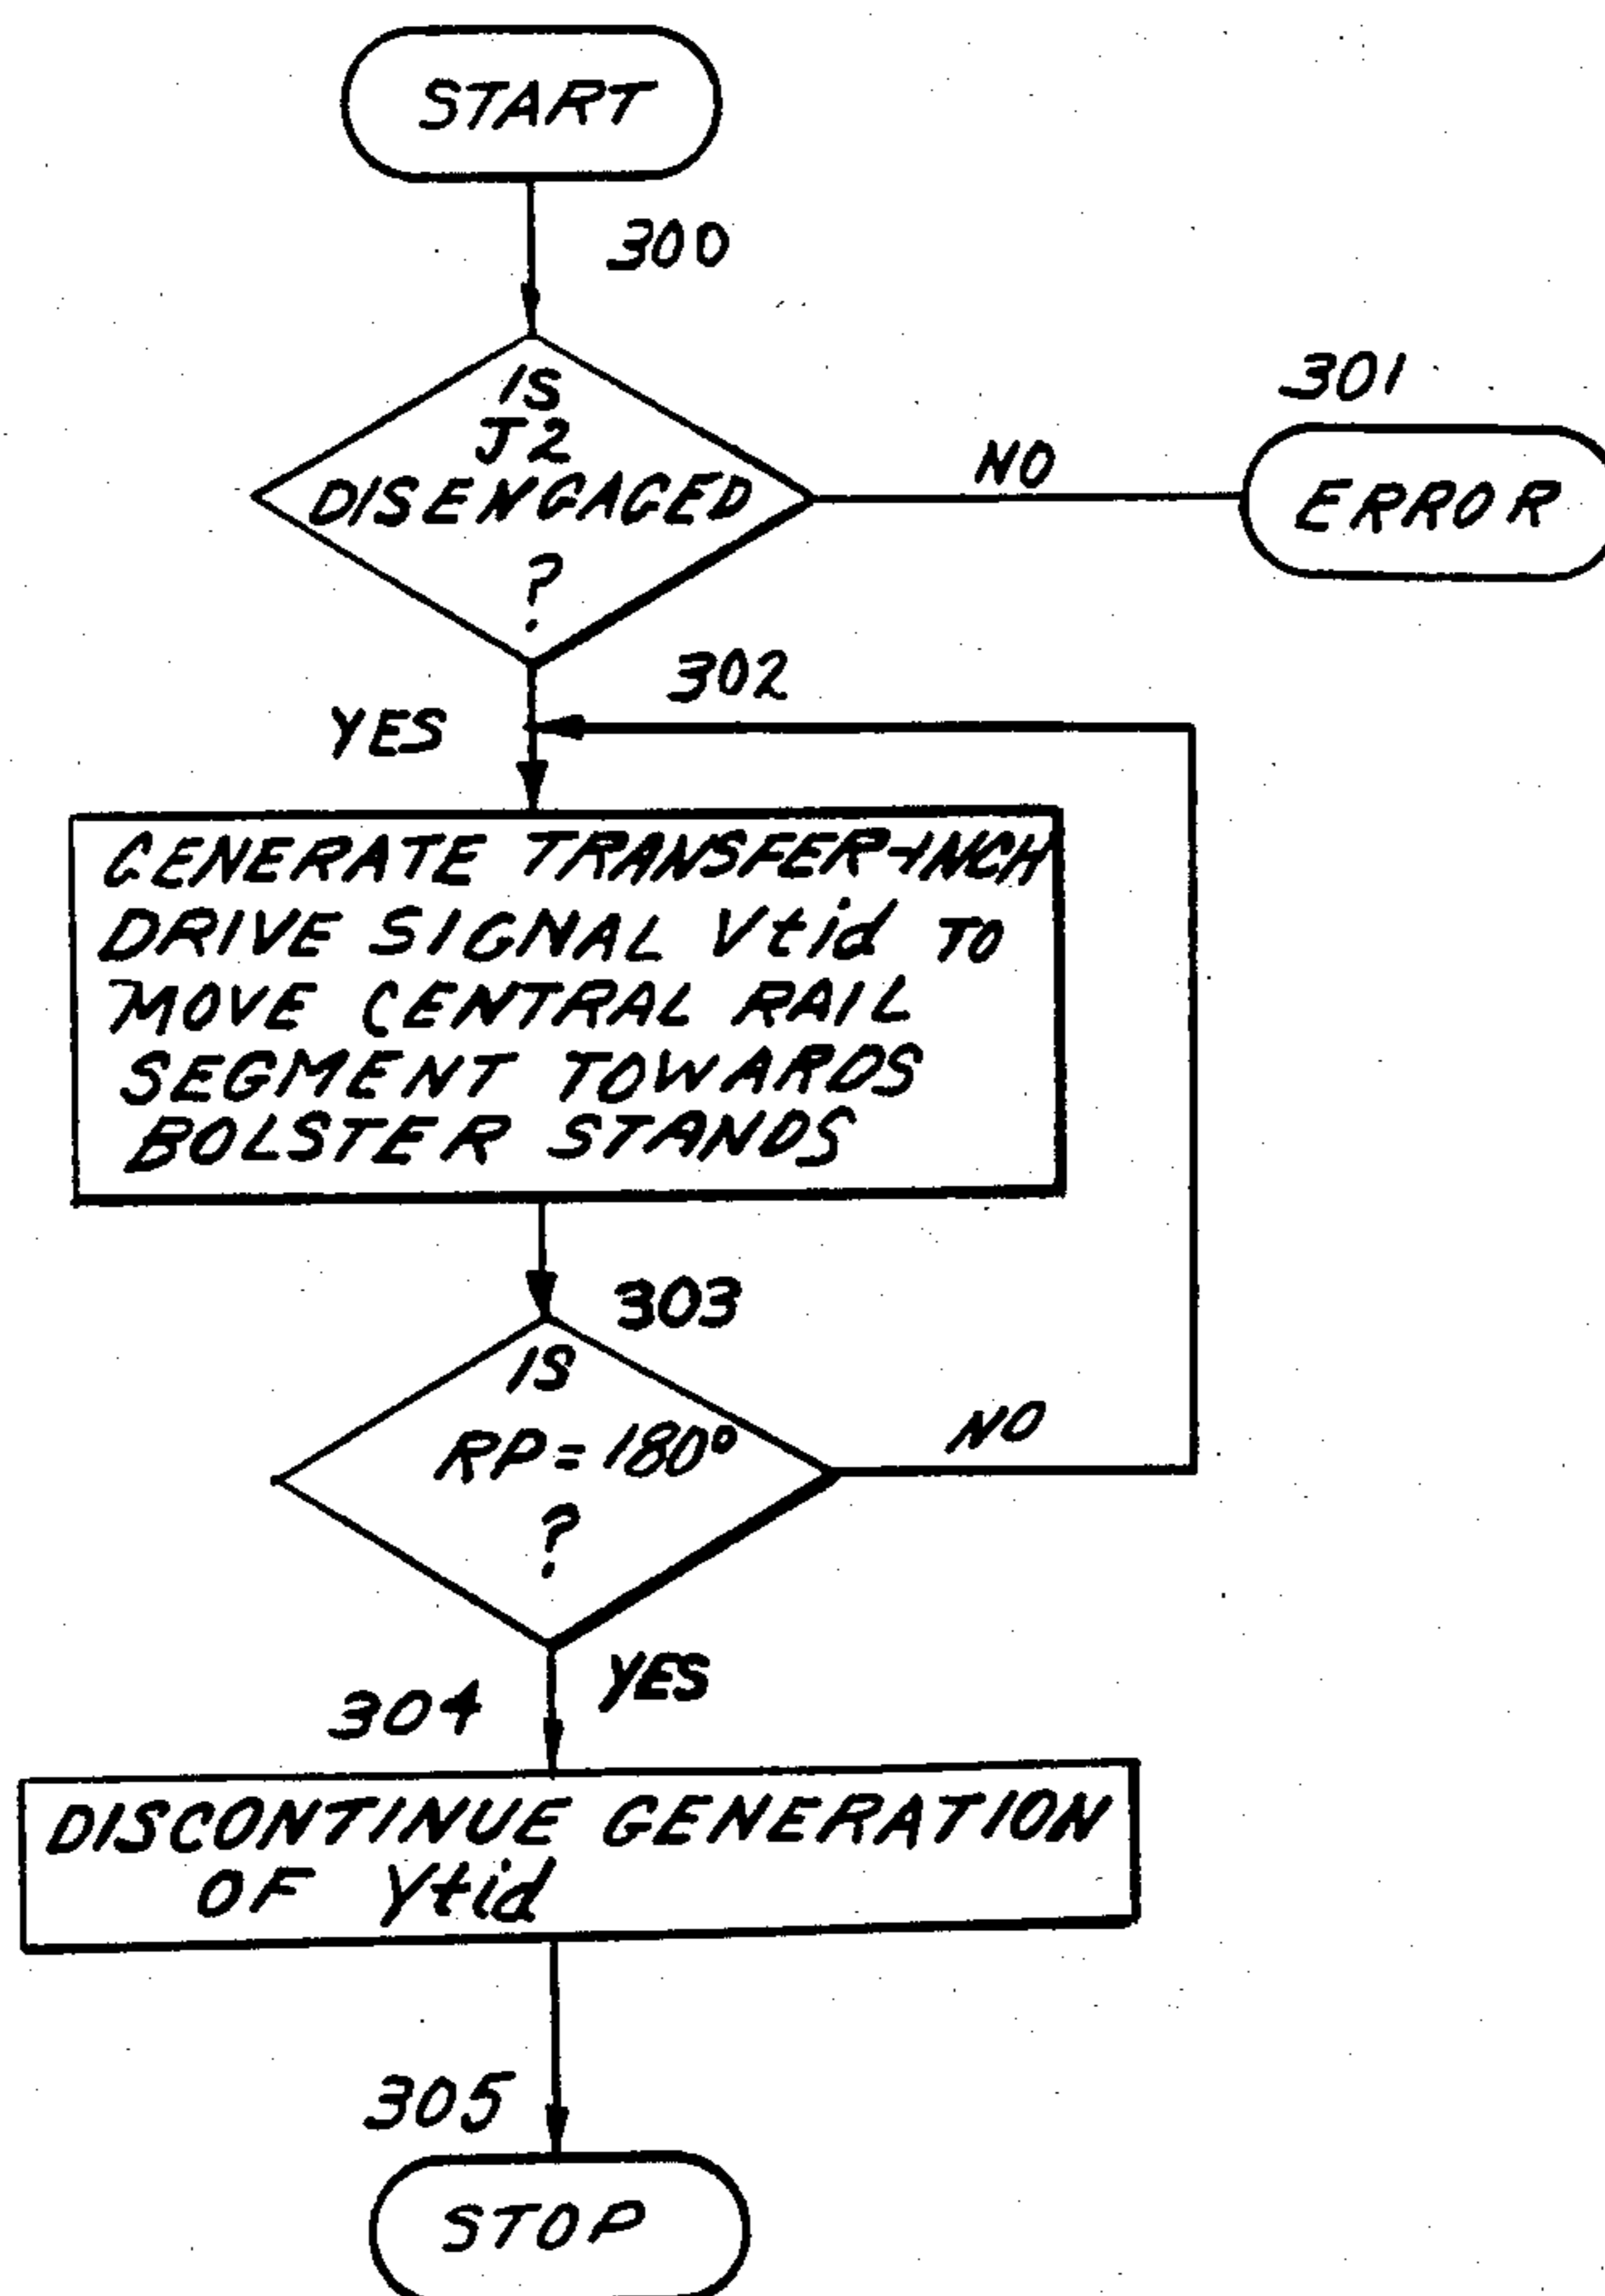 START
300
IS
J2
DISENGAGED
?
NO
301
ERROR
302
YES
GENERATE TRANSFER-INCH
DRIVE SIGNAL Vtid TO
MOVE CENTRAL RAIL
SEGMENT TOWARDS
BOLSTER STANDS
303
IS
RP=180°
?
NO
YES
304
DISCONTINUE GENERATION
OF Vtid
305
STOP